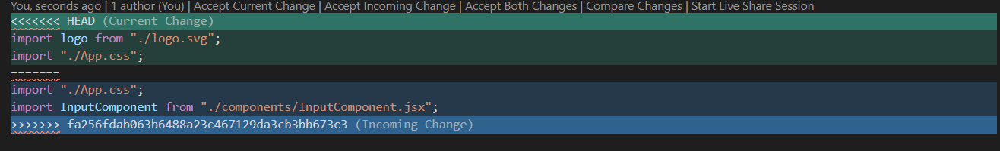 You, seconds ago | 1 author (You) | Accept Current Change | Accept Incoming Change | Accept Both Changes | Compare Changes | Start Live Share Session
<<<<<<< HEAD (Current Change)
import logo from "./logo.svg";
import "./App.css";
=======
import "./App.css";
import InputComponent from "./components/InputComponent.jsx";
>>>>>>> fa256fdab063b6488a23c467129da3cb3bb673c3 (Incoming Change)